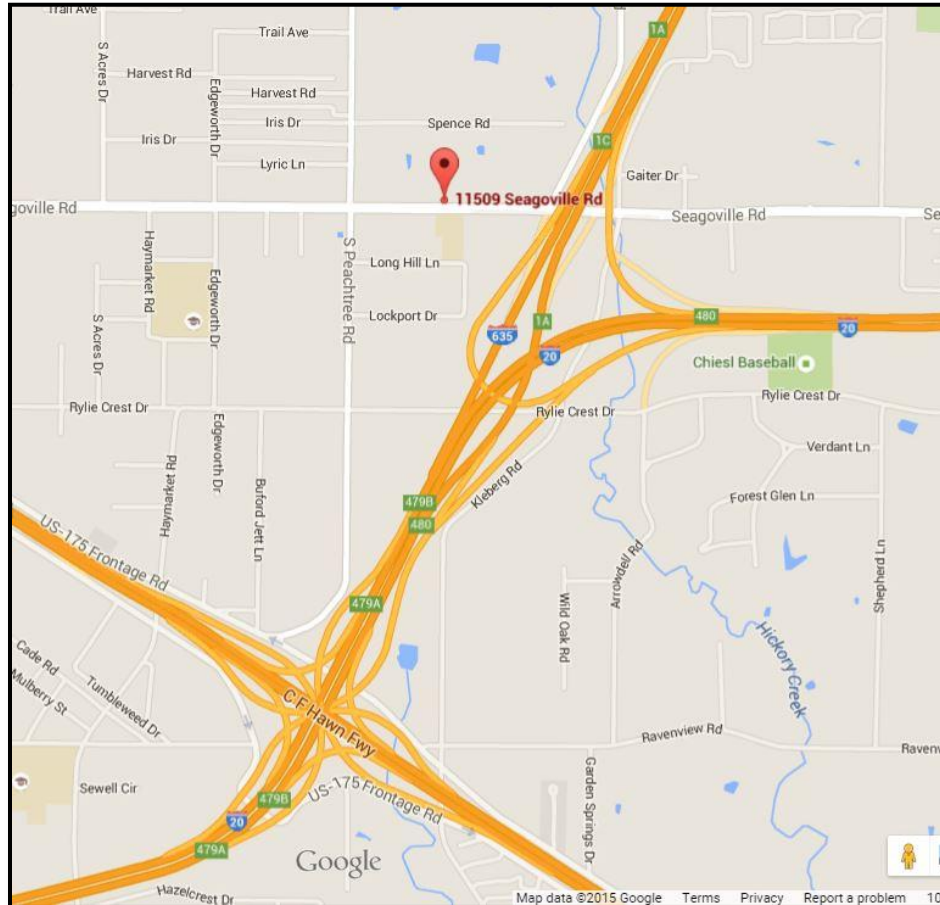 Trail Ave
Trail Ave
1A
S Acres Dr
Edgeworth Dr
Harvest Rd
Harvest Rd
Iris Dr
Spence Rd
Iris Dr
1C
Lyric Ln
Gaiter Dr
11509 Seagoville Rd
goville Rd
Seagoville Rd
Se
Haymarket Rd
Edgeworth Dr
S Peachtree Rd
Long Hill Ln
S Acres Dr
Lockport Dr
1A
480
635
20
20
Chiesl Baseball
Rylie Crest Dr
Rylie Crest Dr
Rylie Crest Dr
Edgeworth Dr
Haymarket Rd
Verdant Ln
Buford Jett Ln
Kleberg Rd
479B
480
Forest Glen Ln
US-175 Frontage Rd
Arrowdell Rd
Shepherd Ln
479A
Wild Oak Rd
Hickory Creek
Cade Rd
Mulberry St
Tumbleweed Dr
C F Hawn Fwy
Ravenview Rd
Ravenv
Sewell Cir
479B
US-175 Frontage Rd
Garden Springs Dr
20
479A
Google
Hazelcrest Dr
Map data ©2015 Google Terms Privacy Report a problem 10